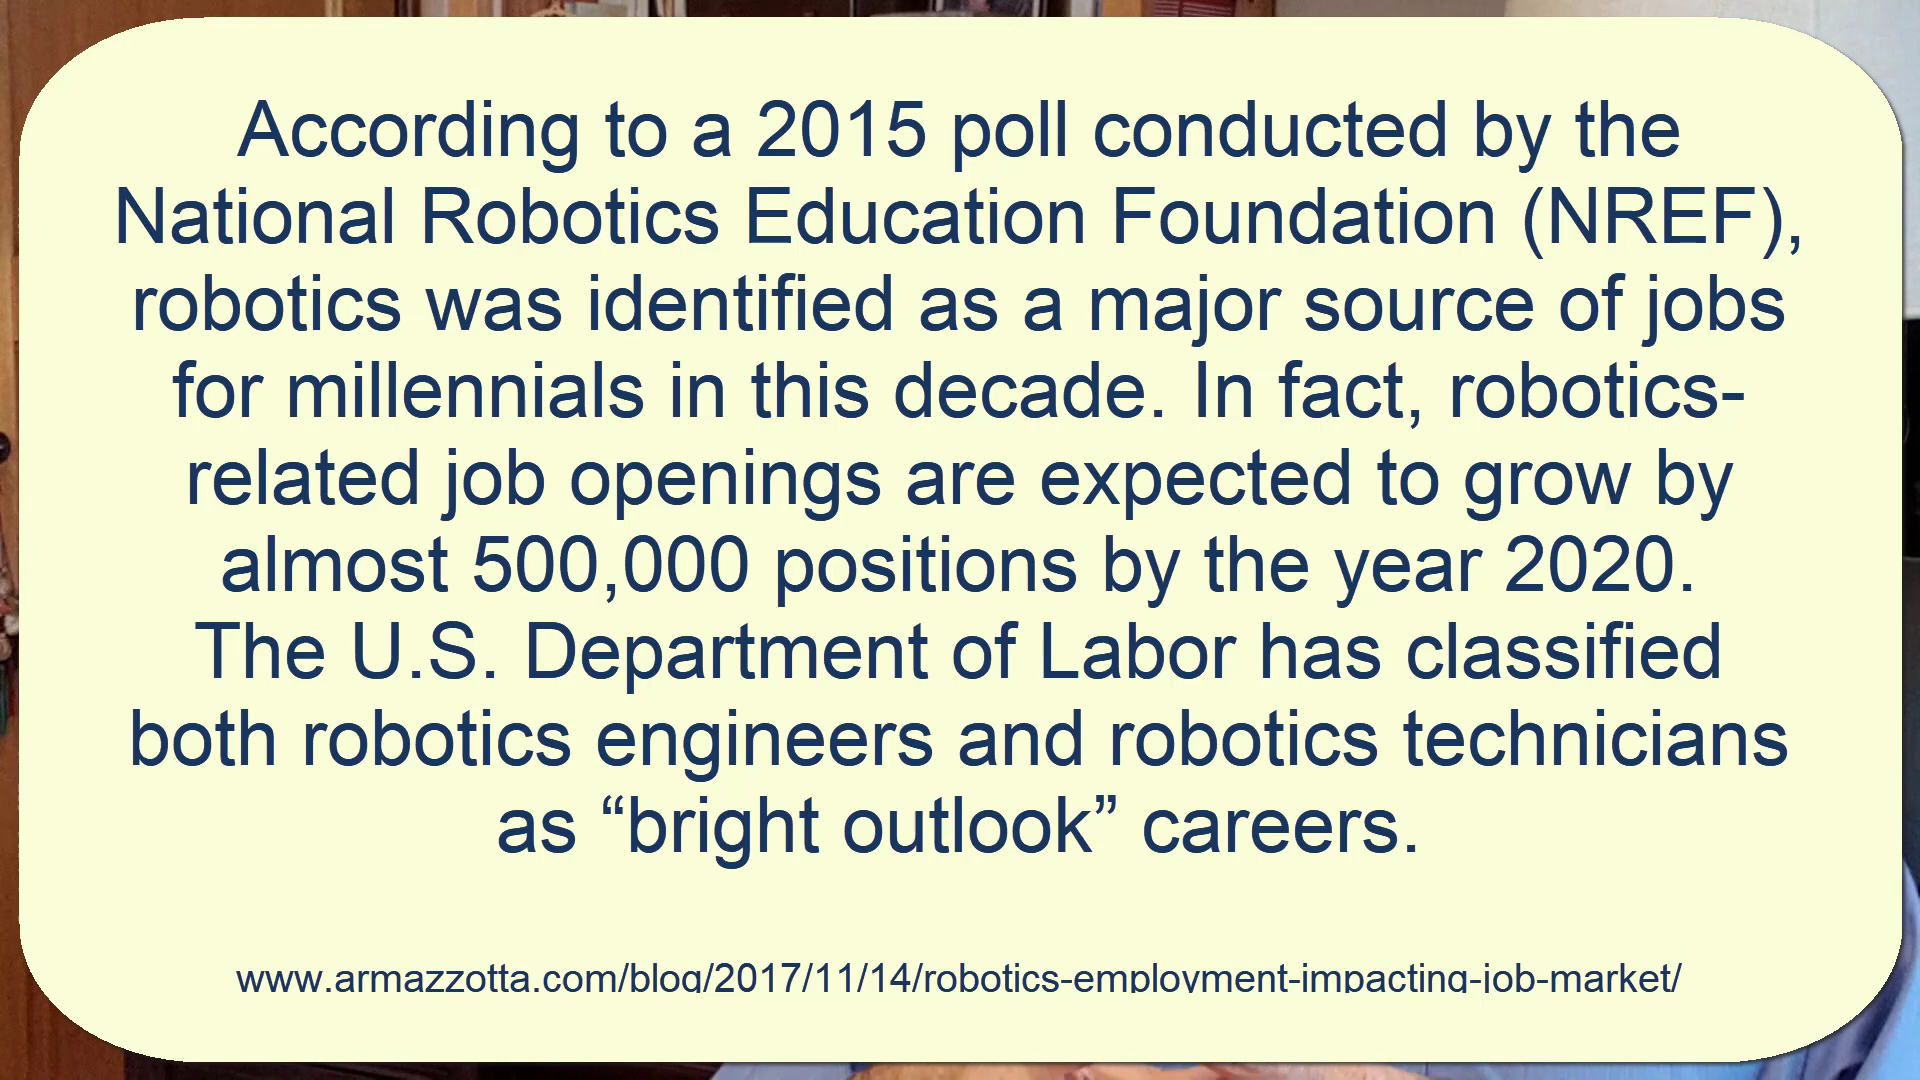 According to a 2015 poll conducted by the
National Robotics Education Foundation (NREF),
robotics was identified as a major source of jobs
for millennials in this decade. In fact, robotics-
related job openings are expected to grow by
almost 500,000 positions by the year 2020.
The U.S. Department of Labor has classified
both robotics engineers and robotics technicians
as “bright outlook” careers.
www.armazzotta.com/blog/2017/11/14/robotics-employment-impacting-job-market/